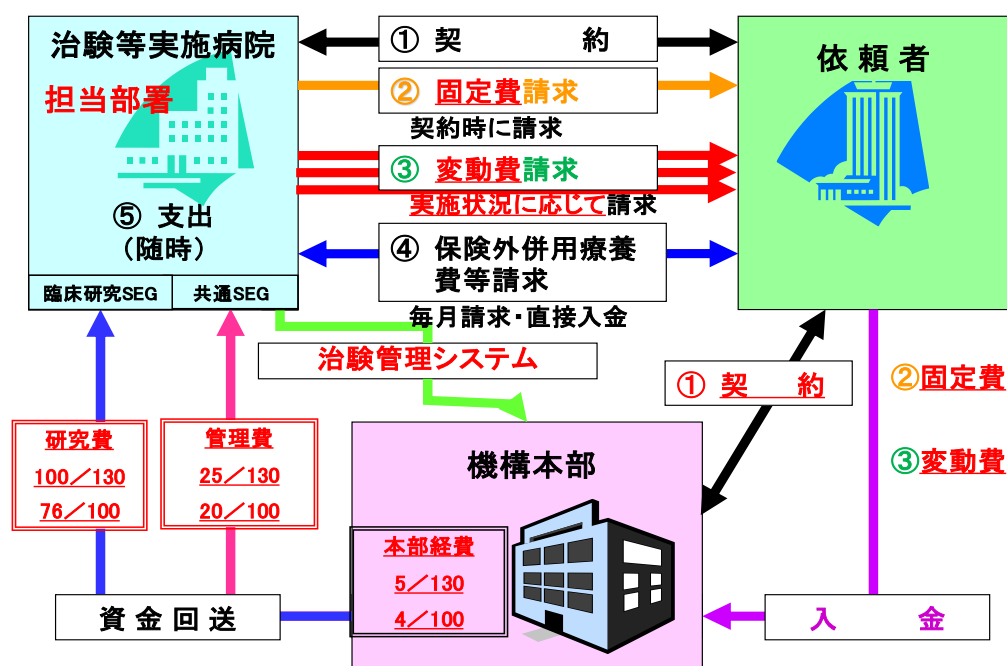 治験等実施病院
担当部署
⑤ 支出
（随時）
臨床研究SEG
共通SEG
① 契　　　約
② 固定費請求
契約時に請求
③ 変動費請求
実施状況に応じて請求
④ 保険外併用療養
費等請求
毎月請求・直接入金
依 頼 者
治験管理システム
① 契　　約
②固定費
③変動費
研究費
100／130
76／100
管理費
25／130
20／100
機構本部
本部経費
5／130
4／100
資 金 回 送
入　　　金